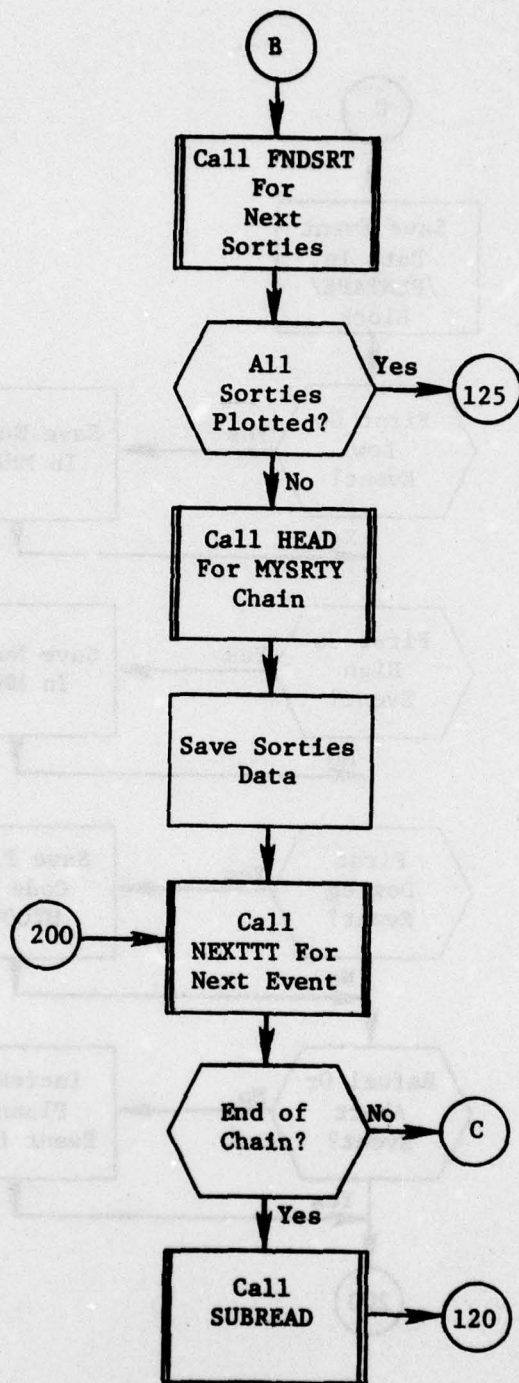 B
Call FNDSRT
For
Next
Sorties
All
Sorties
Plotted?
Yes
125
No
Call HEAD
For MYSRTY
Chain
Save Sorties
Data
200
Call
NEXTTT For
Next Event
End of
Chain?
No
C
Yes
Call
SUBREAD
120